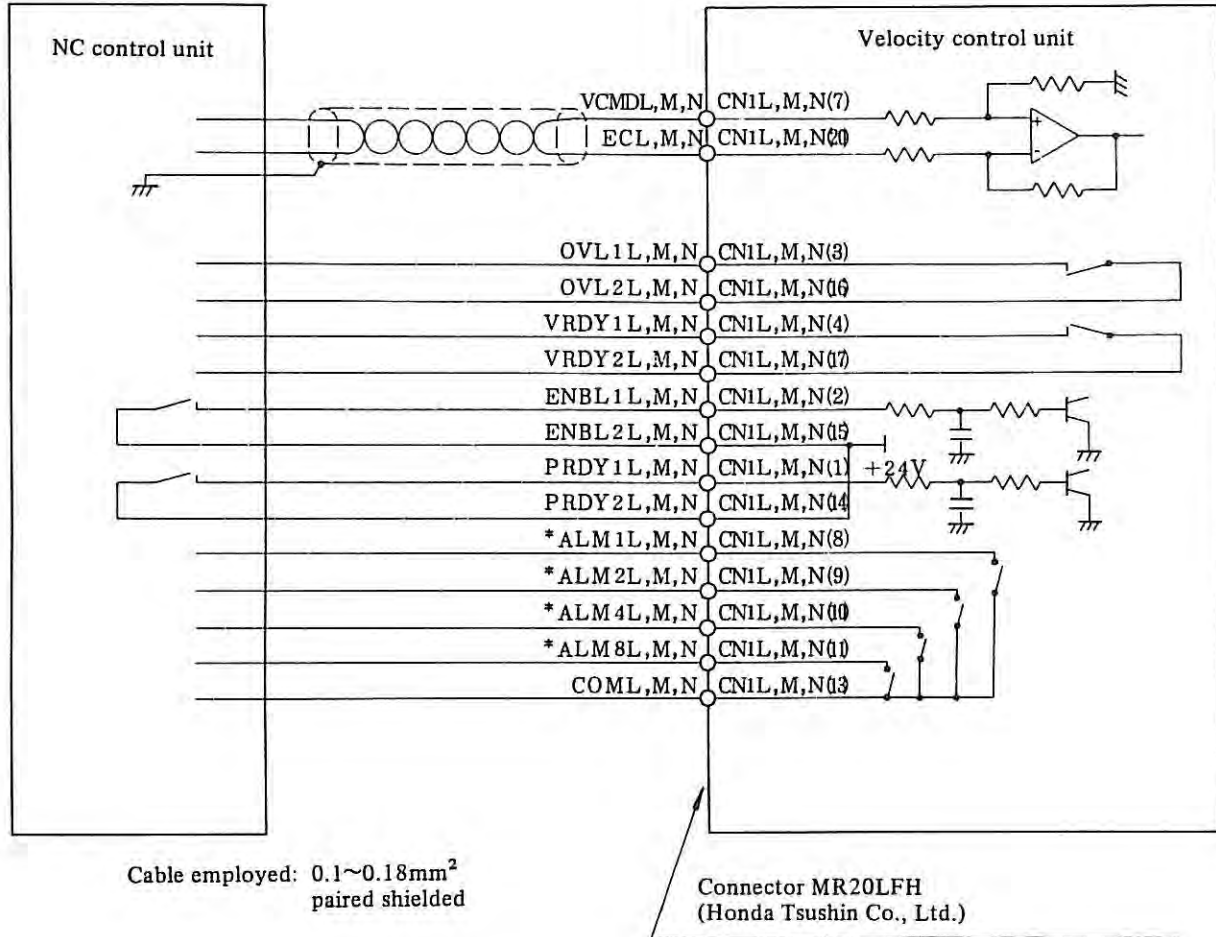 NC control unit
Velocity control unit
VCMDL,M,N CN1L,M,N(7)
ECL,M,N CN1L,M,N(20)
OVL1L,M,N CN1L,M,N(3)
OVL2L,M,N CN1L,M,N(16)
VRDY1L,M,N CN1L,M,N(4)
VRDY2L,M,N CN1L,M,N(17)
ENBL1L,M,N CN1L,M,N(2)
ENBL2L,M,N CN1L,M,N(15)
PRDY1L,M,N CN1L,M,N(1) +24V
PRDY2L,M,N CN1L,M,N(14)
*ALM1L,M,N CN1L,M,N(8)
*ALM2L,M,N CN1L,M,N(9)
*ALM4L,M,N CN1L,M,N(10)
*ALM8L,M,N CN1L,M,N(11)
COML,M,N CN1L,M,N(13)
+
-
Cable employed: 0.1~0.18mm²
paired shielded
Connector MR20LFH
(Honda Tsushin Co., Ltd.)